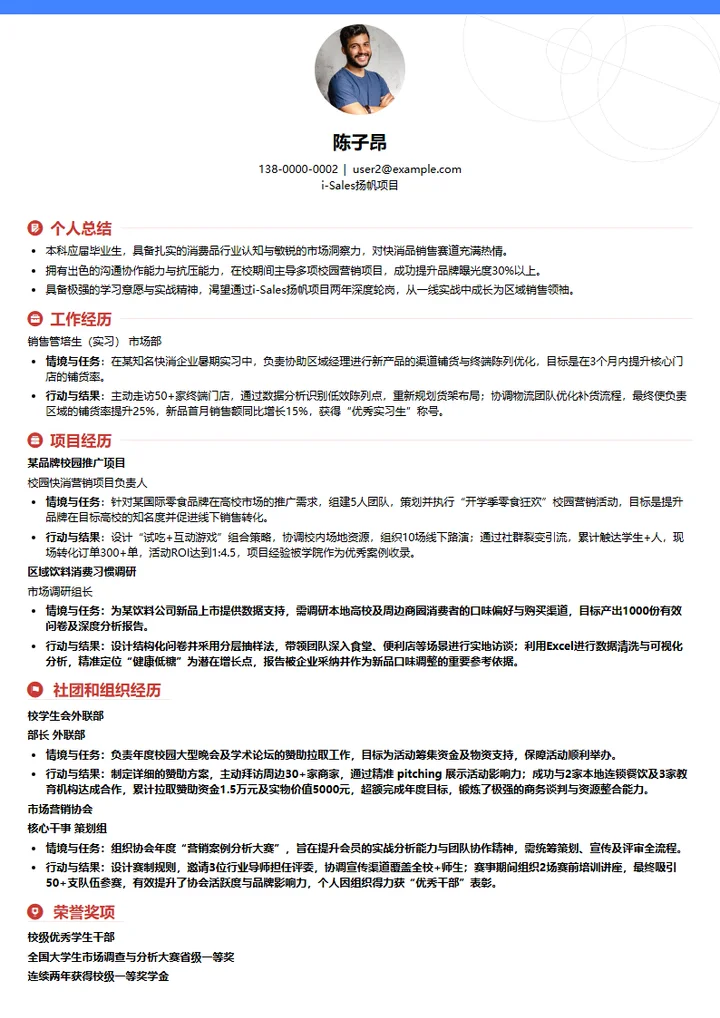 陈子昂
138-0000-0002 | user2@example.com
i-Sales扬帆项目
个人总结
• 本科应届毕业生，具备扎实的消费品行业认知与敏锐的市场洞察力，对快消品销售赛道充满热情。
• 拥有出色的沟通协作能力与抗压能力，在校期间主导多项校园营销项目，成功提升品牌曝光度30%以上。
• 具备极强的学习意愿与实战精神，渴望通过i-Sales扬帆项目两年深度轮岗，从一线实战中成长为区域销售领袖。
工作经历
销售管培生（实习） 市场部
• 情境与任务：在某知名快消企业暑期实习中，负责协助区域经理进行新产品的渠道铺货与终端陈列优化，目标是在3个月内提升核心门
店的铺货率。
• 行动与结果：主动走访50+家终端门店，通过数据分析识别低效陈列点，重新规划货架布局；协调物流团队优化补货流程，最终使负责
区域的铺货率提升25%，新品首月销售额同比增长15%，获得“优秀实习生”称号。
项目经历
某品牌校园推广项目
校园快消营销项目负责人
• 情境与任务：针对某国际零食品牌在高校市场的推广需求，组建5人团队，策划并执行“开学季零食狂欢”校园营销活动，目标是提升
品牌在目标高校的知名度并促进线下销售转化。
• 行动与结果：设计“试吃+互动游戏”组合策略，协调校内场地资源，组织10场线下路演；通过社群裂变引流，累计触达学生+人，现
场转化订单300+单，活动ROI达到1:4.5，项目经验被学院作为优秀案例收录。
区域饮料消费习惯调研
市场调研组长
• 情境与任务：为某饮料公司新品上市提供数据支持，需调研本地高校及周边商圈消费者的口味偏好与购买渠道，目标产出1000份有效
问卷及深度分析报告。
• 行动与结果：设计结构化问卷并采用分层抽样法，带领团队深入食堂、便利店等场景进行实地访谈；利用Excel进行数据清洗与可视化
分析，精准定位“健康低糖”为潜在增长点，报告被企业采纳并作为新品口味调整的重要参考依据。
社团和组织经历
校学生会外联部
部长 外联部
• 情境与任务：负责年度校园大型晚会及学术论坛的赞助拉取工作，目标为活动筹集资金及物资支持，保障活动顺利举办。
• 行动与结果：制定详细的赞助方案，主动拜访周边30+家商家，通过精准 pitching 展示活动影响力；成功与2家本地连锁餐饮及3家教
育机构达成合作，累计拉取赞助资金1.5万元及实物价值5000元，超额完成年度目标，锻炼了极强的商务谈判与资源整合能力。
市场营销协会
核心干事 策划组
• 情境与任务：组织协会年度“营销案例分析大赛”，旨在提升会员的实战分析能力与团队协作精神，需统筹策划、宣传及评审全流程。
• 行动与结果：设计赛制规则，邀请3位行业导师担任评委，协调宣传渠道覆盖全校+师生；赛事期间组织2场赛前培训讲座，最终吸引
50+支队伍参赛，有效提升了协会活跃度与品牌影响力，个人因组织得力获“优秀干部”表彰。
荣誉奖项
校级优秀学生干部
全国大学生市场调查与分析大赛省级一等奖
连续两年获得校级一等奖学金